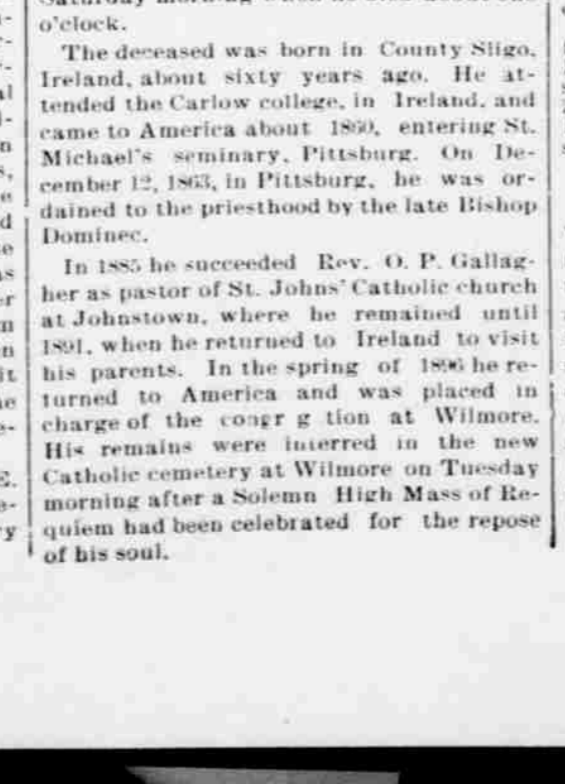 o'clock.
The deceased was born in County Sligo,
Ireland, about sixty years ago. He at-
tended the Carlow college, in Ireland, and
came to America about 1860, entering St.
Michael's seminary, Pittsburg. On De-
cember 12, 1863, in Pittsburg, he was or-
dained to the priesthood by the late Bishop
Dominec.
In 1885 he succeeded Rev. O. P. Gallag-
her as pastor of St. Johns' Catholic church
at Johnstown, where he remained until
1891, when he returned to Ireland to visit
his parents. In the spring of 1896 he re-
turned to America and was placed in
charge of the congr g tion at Wilmore.
His remains were interred in the new
Catholic cemetery at Wilmore on Tuesday
morning after a Solemn High Mass of Re-
quiem had been celebrated for the repose
of his soul.